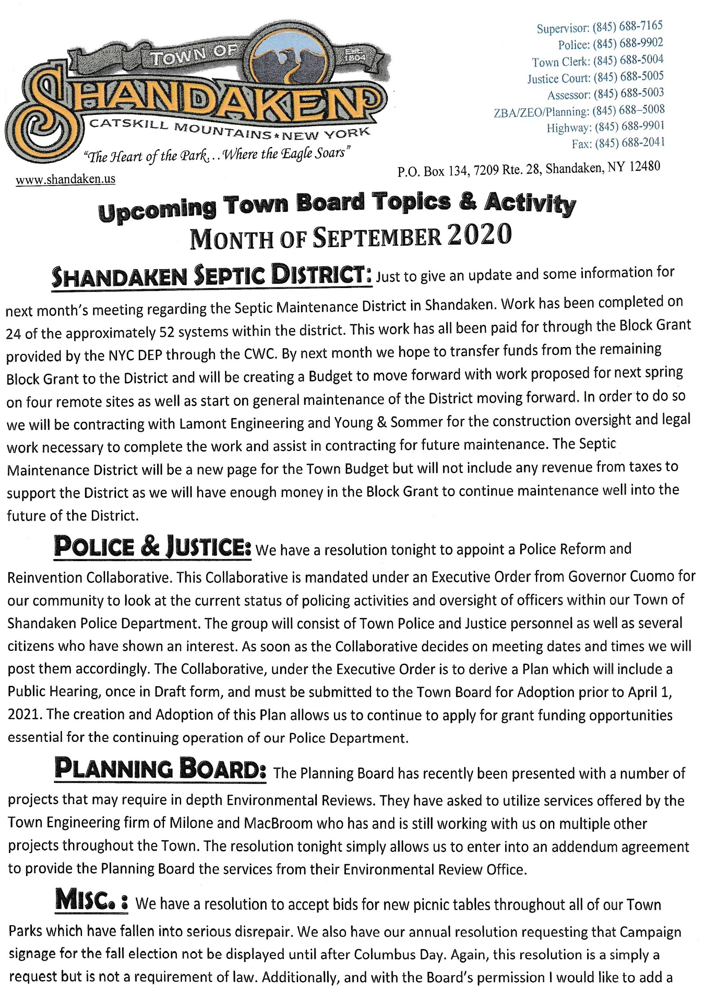 TOWN OF
Est. 1804
SHANDAKEN
CATSKILL MOUNTAINS ★ NEW YORK
"The Heart of the Park. . . Where the Eagle Soars"
www.shandaken.us
Supervisor: (845) 688-7165
Police: (845) 688-9902
Town Clerk: (845) 688-5004
Justice Court: (845) 688-5005
Assessor: (845) 688-5003
ZBA/ZEO/Planning: (845) 688–5008
Highway: (845) 688-9901
Fax: (845) 688-2041
P.O. Box 134, 7209 Rte. 28, Shandaken, NY 12480
Upcoming Town Board Topics & Activity
MONTH OF SEPTEMBER 2020
SHANDAKEN SEPTIC DISTRICT: Just to give an update and some information for
next month's meeting regarding the Septic Maintenance District in Shandaken. Work has been completed on
24 of the approximately 52 systems within the district. This work has all been paid for through the Block Grant
provided by the NYC DEP through the CWC. By next month we hope to transfer funds from the remaining
Block Grant to the District and will be creating a Budget to move forward with work proposed for next spring
on four remote sites as well as start on general maintenance of the District moving forward. In order to do so
we will be contracting with Lamont Engineering and Young & Sommer for the construction oversight and legal
work necessary to complete the work and assist in contracting for future maintenance. The Septic
Maintenance District will be a new page for the Town Budget but will not include any revenue from taxes to
support the District as we will have enough money in the Block Grant to continue maintenance well into the
future of the District.
POLICE & JUSTICE: We have a resolution tonight to appoint a Police Reform and
Reinvention Collaborative. This Collaborative is mandated under an Executive Order from Governor Cuomo for
our community to look at the current status of policing activities and oversight of officers within our Town of
Shandaken Police Department. The group will consist of Town Police and Justice personnel as well as several
citizens who have shown an interest. As soon as the Collaborative decides on meeting dates and times we will
post them accordingly. The Collaborative, under the Executive Order is to derive a Plan which will include a
Public Hearing, once in Draft form, and must be submitted to the Town Board for Adoption prior to April 1,
2021. The creation and Adoption of this Plan allows us to continue to apply for grant funding opportunities
essential for the continuing operation of our Police Department.
PLANNING BOARD: The Planning Board has recently been presented with a number of
projects that may require in depth Environmental Reviews. They have asked to utilize services offered by the
Town Engineering firm of Milone and MacBroom who has and is still working with us on multiple other
projects throughout the Town. The resolution tonight simply allows us to enter into an addendum agreement
to provide the Planning Board the services from their Environmental Review Office.
MISC. : We have a resolution to accept bids for new picnic tables throughout all of our Town
Parks which have fallen into serious disrepair. We also have our annual resolution requesting that Campaign
signage for the fall election not be displayed until after Columbus Day. Again, this resolution is a simply a
request but is not a requirement of law. Additionally, and with the Board's permission I would like to add a